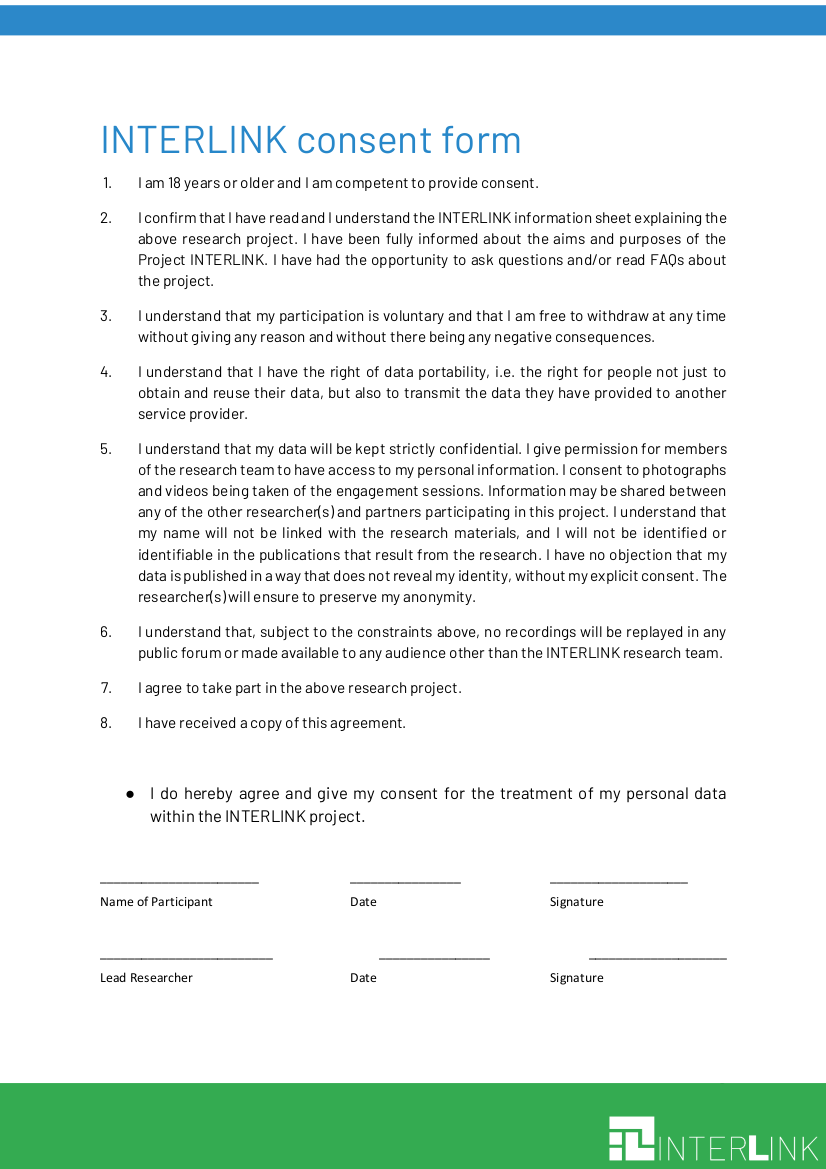 INTERLINK consent form
1. I am 18 years or older and I am competent to provide consent.
2. I confirm that I have read and I understand the INTERLINK information sheet explaining the
above research project. I have been fully informed about the aims and purposes of the
Project INTERLINK. I have had the opportunity to ask questions and/or read FAQs about
the project.
3. I understand that my participation is voluntary and that I am free to withdraw at any time
without giving any reason and without there being any negative consequences.
4. I understand that I have the right of data portability, i.e. the right for people not just to
obtain and reuse their data, but also to transmit the data they have provided to another
service provider.
5. I understand that my data will be kept strictly confidential. I give permission for members
of the research team to have access to my personal information. I consent to photographs
and videos being taken of the engagement sessions. Information may be shared between
any of the other researcher(s) and partners participating in this project. I understand that
my name will not be linked with the research materials, and I will not be identified or
identifiable in the publications that result from the research. I have no objection that my
data is published in a way that does not reveal my identity, without my explicit consent. The
researcher(s) will ensure to preserve my anonymity.
6. I understand that, subject to the constraints above, no recordings will be replayed in any
public forum or made available to any audience other than the INTERLINK research team.
7. I agree to take part in the above research project.
8. I have received a copy of this agreement.
● I do hereby agree and give my consent for the treatment of my personal data
within the INTERLINK project.
_______________________ ________________ ____________________
Name of Participant Date Signature
_________________________ ________________ ____________________
Lead Researcher Date Signature
INTERLINK